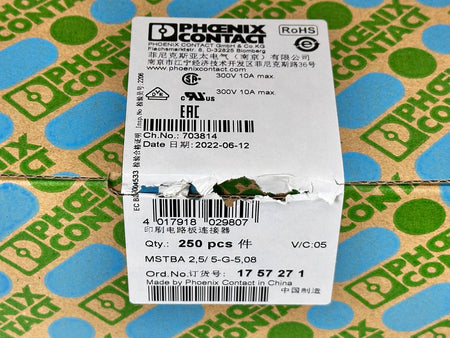 PHOENIX
CONTACT
RoHS
PHOENIX CONTACT GmbH & Co.KG
Flachsmarktstr. 8, D-32825 Blomberg
菲尼克斯亚太电气（南京）有限公司
南京市江宁经济技术开发区菲尼克斯路36号
www.phoenixcontact.com
300V 10A max.
300V 10A max.
EAC
Ch.No.: 703814
Date 日期: 2022-06-12
4 017918 029807
印刷电路板连接器
Qty.: 250 pcs 件 V/C:05
MSTBA 2,5/ 5-G-5,08
Ord.No.订货号: 17 57 27 1
Made by Phoenix Contact in China
中国制造